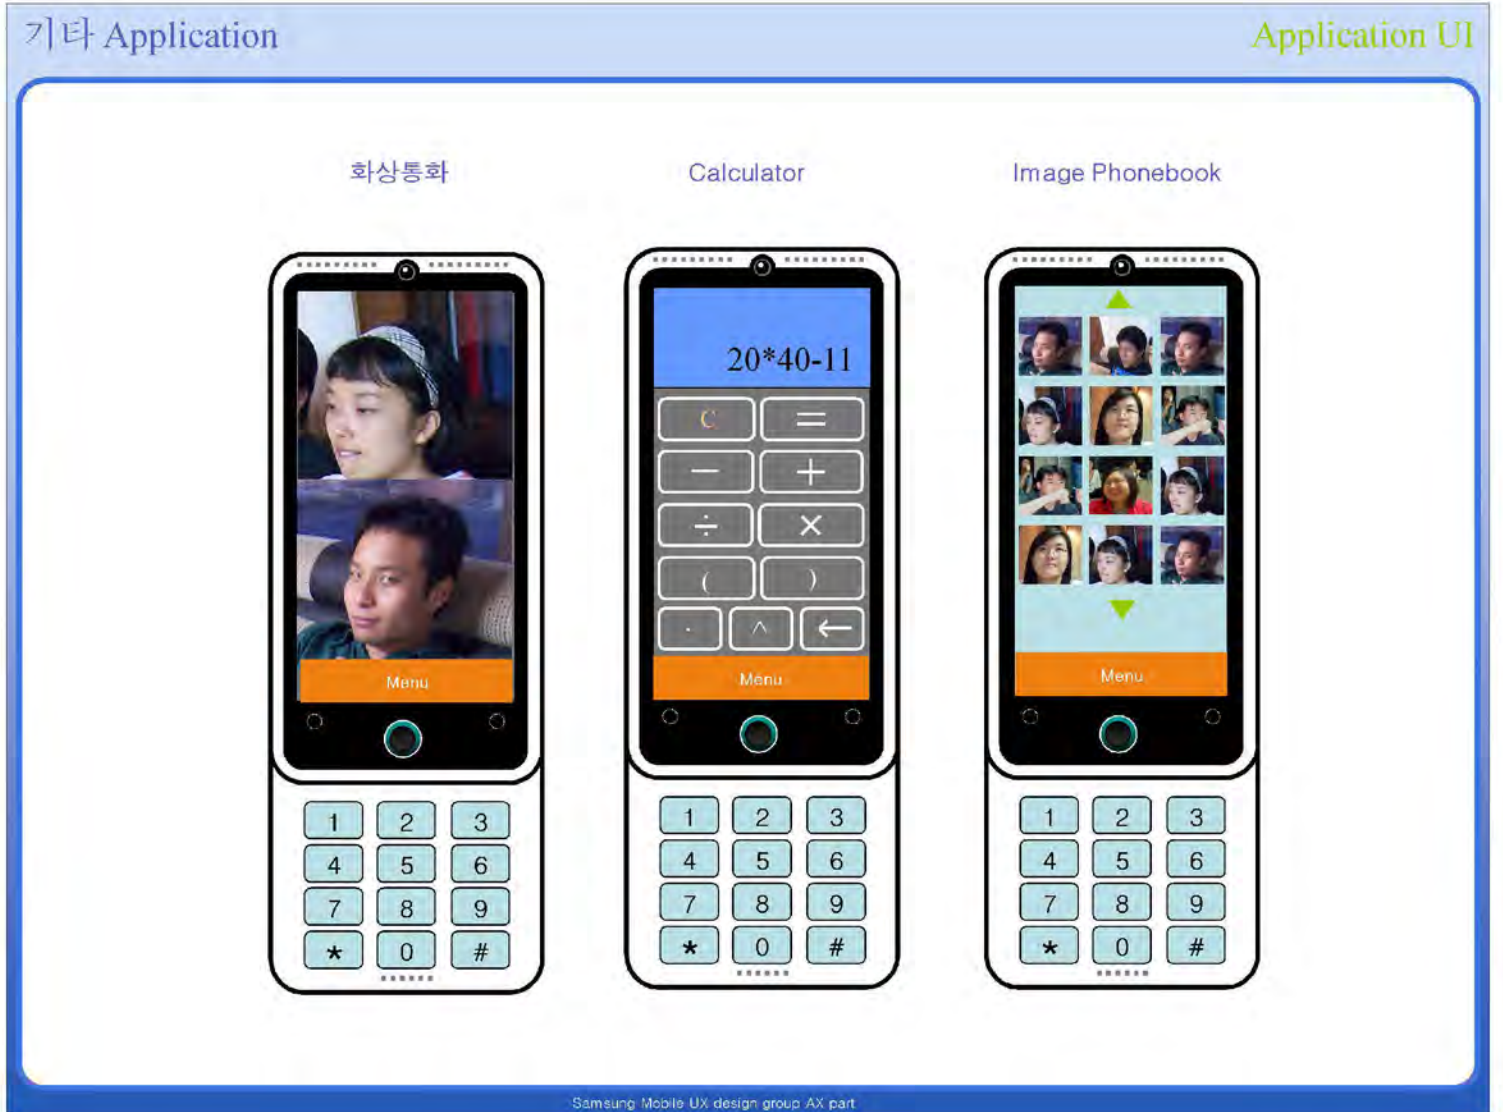 기타 Application
Application UI
화상통화
Calculator
Image Phonebook
20*40-11
C =
- +
÷ ×
( )
. ^ ←
Menu
Menu
Menu
1 2 3
4 5 6
7 8 9
* 0 #
1 2 3
4 5 6
7 8 9
* 0 #
1 2 3
4 5 6
7 8 9
* 0 #
Samsung Mobile UX design group AX part